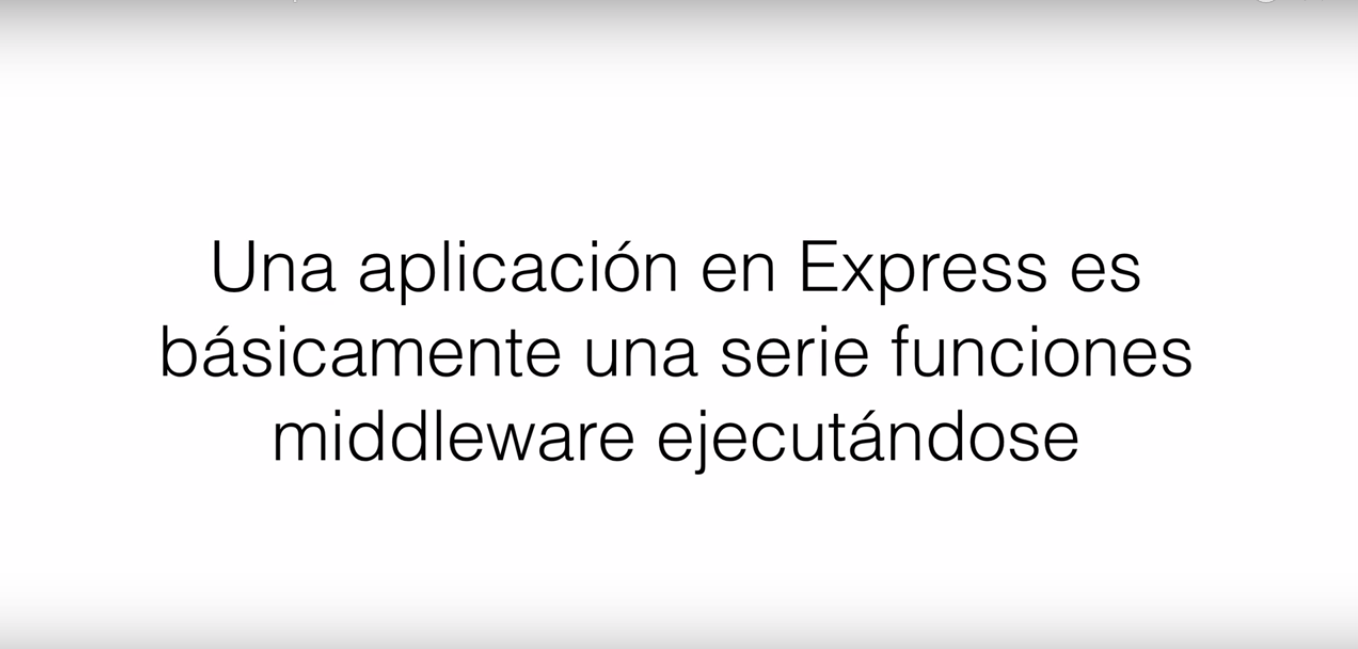 Una aplicación en Express es
básicamente una serie funciones
middleware ejecutándose